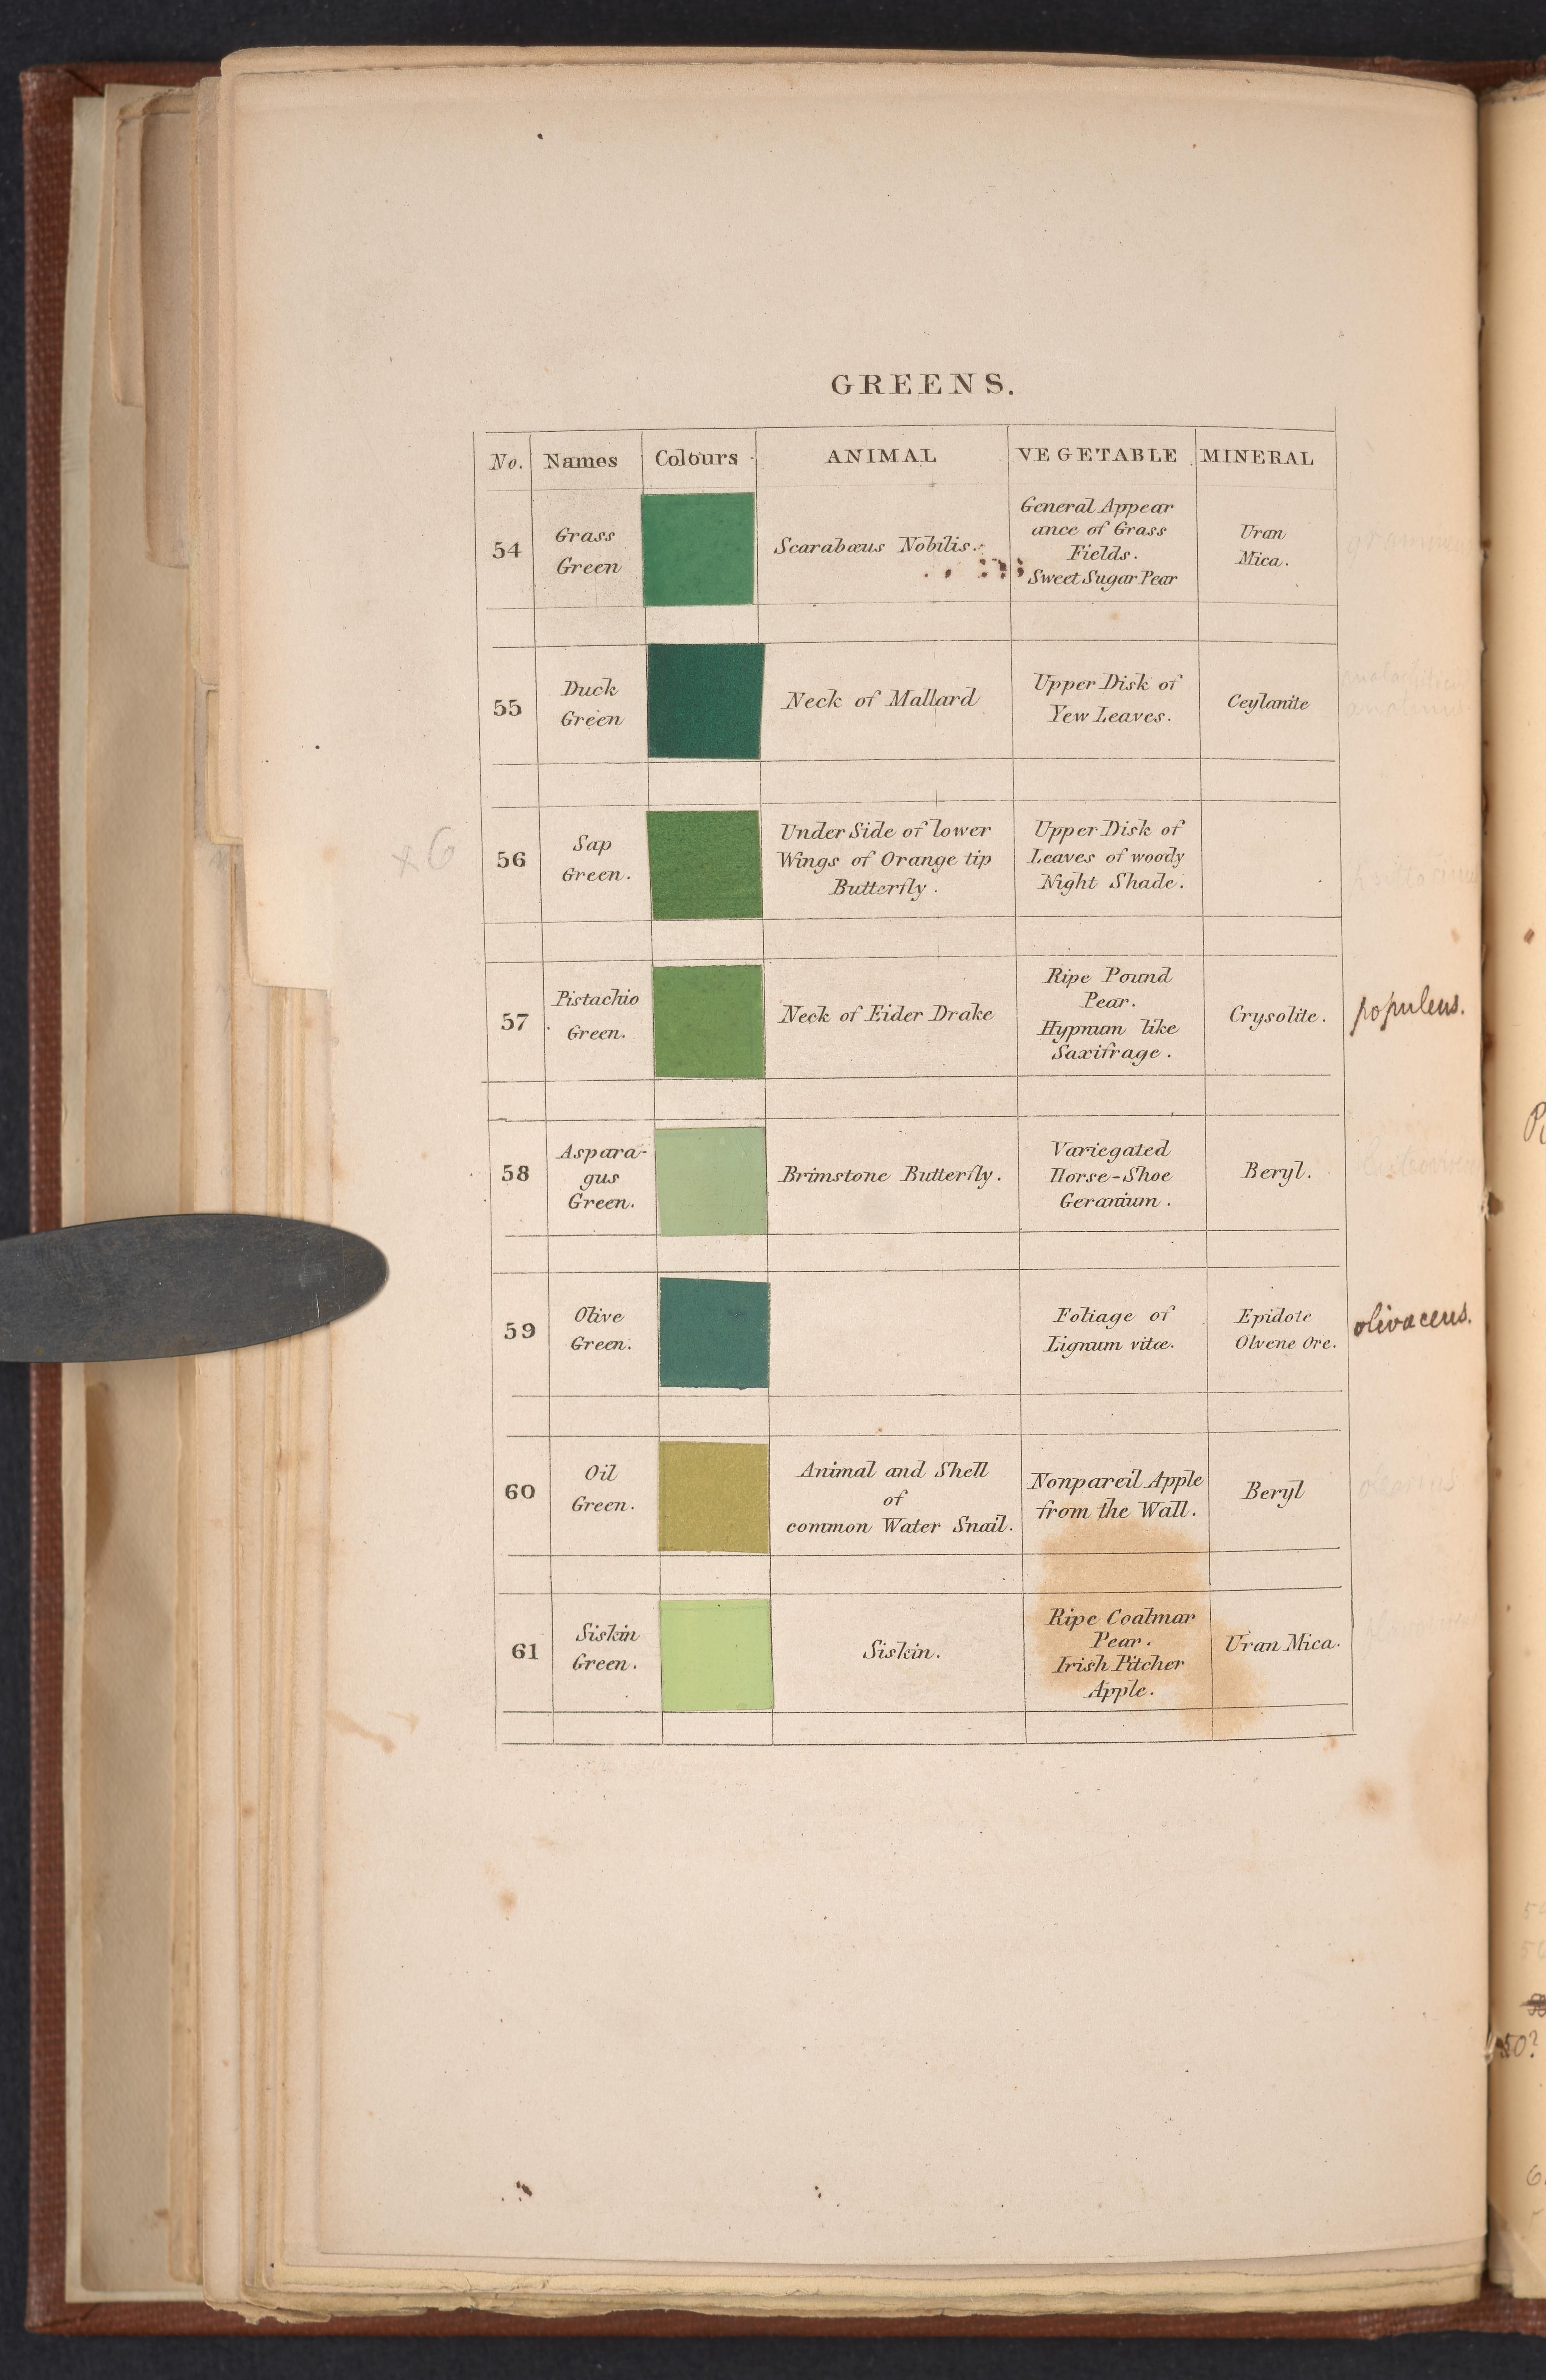 GREENS.
No. Names Colours ANIMAL VEGETABLE MINERAL
54
Grass
Green
Scarabæus Nobilis.
General Appear
ance of Grass
Fields.
Sweet Sugar Pear
Uran
Mica.
55
Duck
Green
Neck of Mallard
Upper Disk of
Yew Leaves.
Ceylanite
x6
56
Sap
Green.
Under Side of lower
Wings of Orange tip
Butterfly.
Upper Disk of
Leaves of woody
Night Shade.
57
Pistachio
Green.
Neck of Eider Drake
Ripe Pound
Pear.
Hypnum like
Saxifrage.
Crysolite.
populeus.
58
Aspara-
gus
Green.
Brimstone Butterfly.
Variegated
Horse-Shoe
Geranium.
Beryl.
59
Olive
Green.
Foliage of
Lignum vitæ.
Epidote
Olvene Ore.
olivaceus.
60
Oil
Green.
Animal and Shell
of
common Water Snail.
Nonpareil Apple
from the Wall.
Beryl
61
Siskin
Green.
Siskin.
Ripe Coalmar
Pear.
Irish Pitcher
Apple.
Uran Mica.
50?